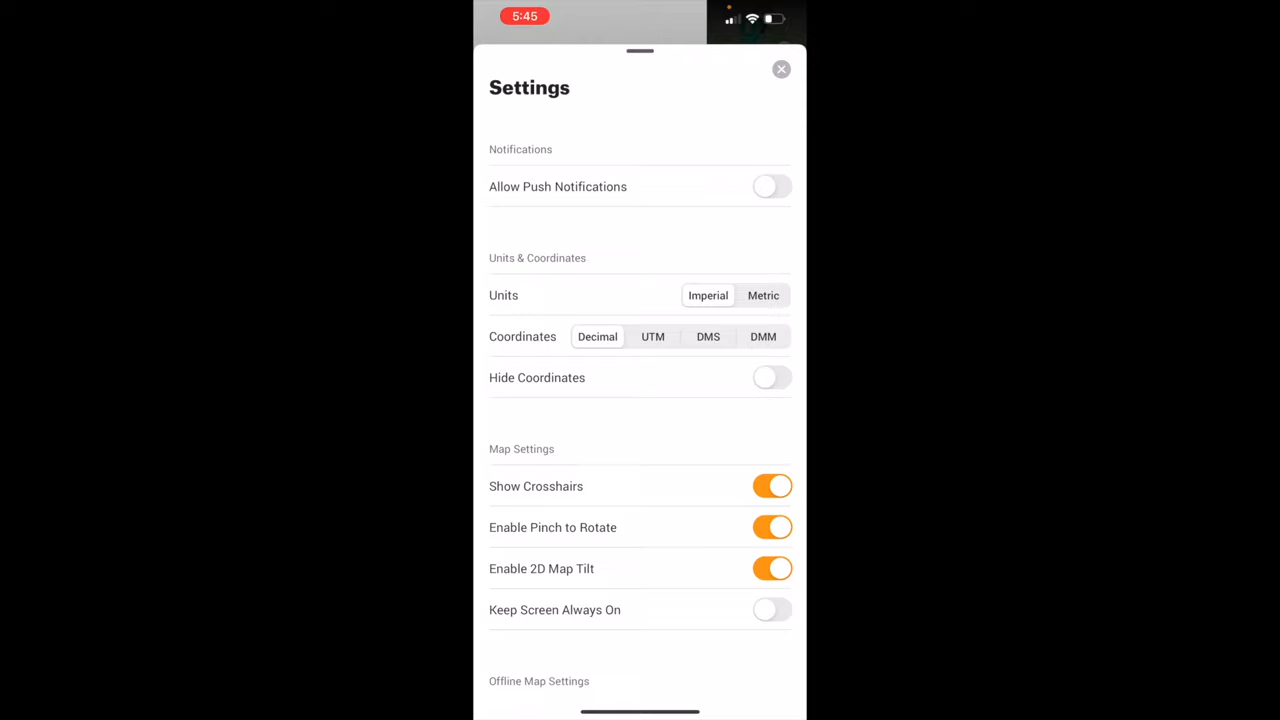 5:45
Settings
Notifications
Allow Push Notifications
Units & Coordinates
Units Imperial Metric
Coordinates Decimal UTM DMS DMM
Hide Coordinates
Map Settings
Show Crosshairs
Enable Pinch to Rotate
Enable 2D Map Tilt
Keep Screen Always On
Offline Map Settings